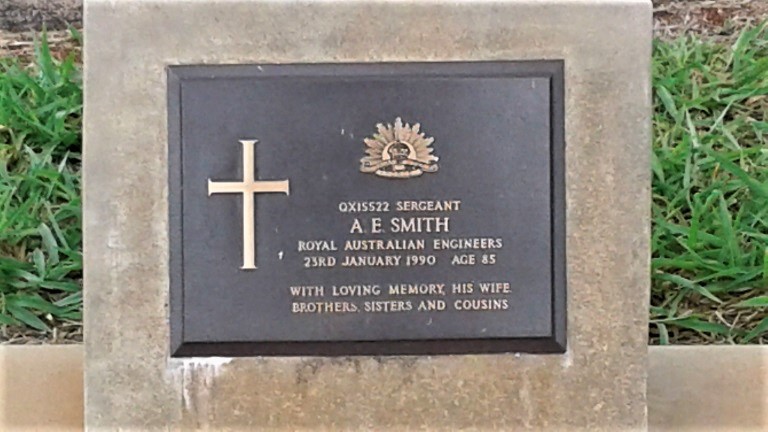 QX15522 SERGEANT
A. E. SMITH
ROYAL AUSTRALIAN ENGINEERS
23RD JANUARY 1990 AGE 85
WITH LOVING MEMORY, HIS WIFE,
BROTHERS, SISTERS AND COUSINS